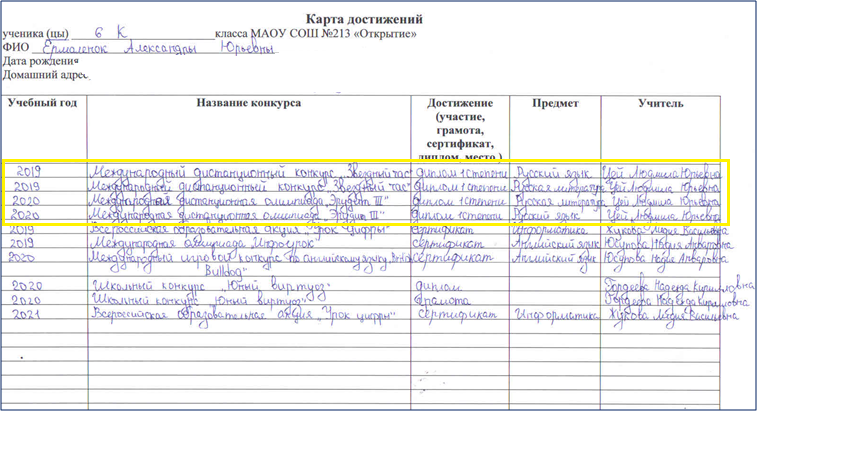 Карта достижений
ученика (цы) 6 К класса МАОУ СОШ №213 «Открытие»
ФИО Ермаленок Александры Юрьевны
Дата рождения
Домашний адрес
Учебный год Название конкурса Достижение (участие, грамота, сертификат, диплом, место.) Предмет Учитель
2019 Международный дистанционный конкурс „Звездный час" диплом 1 степени Русский язык Цой Людмила Юрьевна
2019 Международный дистанционный конкурс „Звездный час" диплом 1 степени Русская литература Цой Людмила Юрьевна
2020 Международная дистанционная олимпиада „Эрудит III" диплом 1 степени Русская литература Цой Людмила Юрьевна
2020 Международная дистанционная олимпиада „Эрудит III" диплом 1 степени Русский язык Цой Людмила Юрьевна
2019 Всероссийская образовательная акция „Урок цифры" сертификат Информатика Жукова Лидия Васильевна
2019 Международная олимпиада Инфоурок" сертификат Английский язык Юсупова Надия Анваровна
2020 Международный игровой конкурс по английскому языку „British Bulldog" Сертификат Английский язык Юсупова Надия Анваровна
2020 Школьный конкурс „Юный виртуоз" диплом Гордеева Надежда Кирилловна
2020 Школьный конкурс „Юный виртуоз" Грамота Гордеева Надежда Кирилловна
2021 Всероссийская образовательная акция „Урок цифры" Сертификат Информатика Жукова Лидия Васильевна